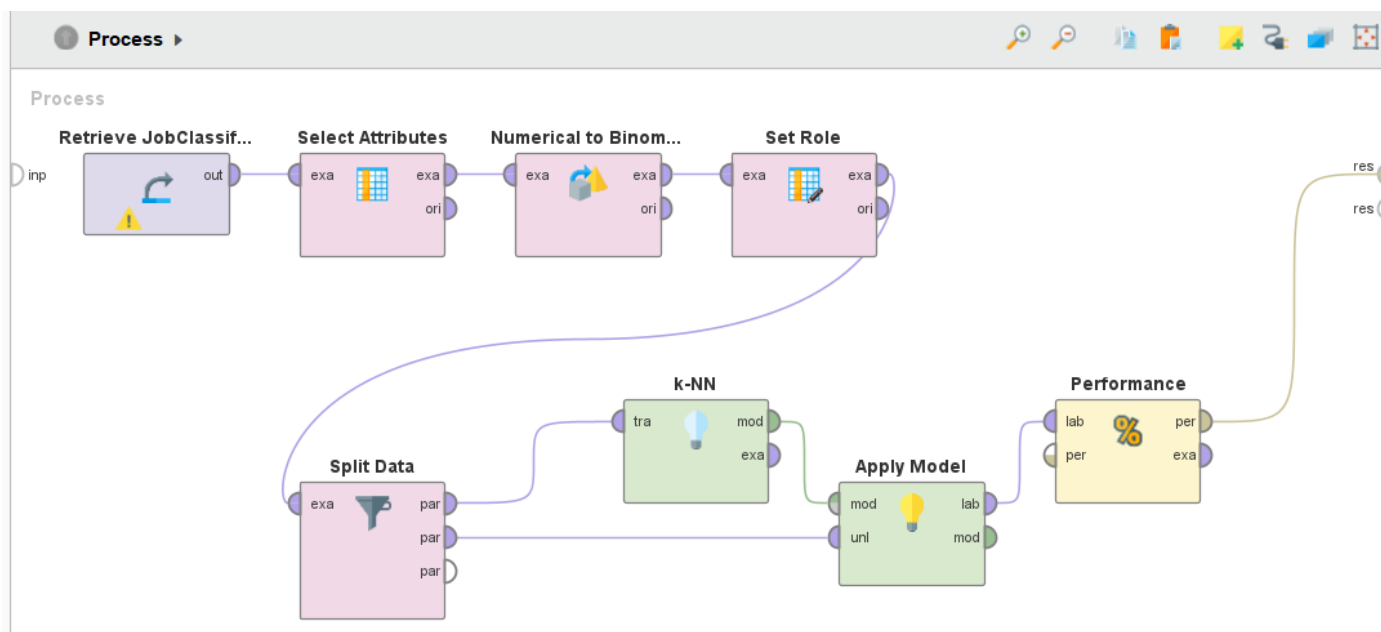 Process
Process
Retrieve JobClassif...
Select Attributes
Numerical to Binom...
Set Role
inp
out
exa
exa
ori
exa
exa
ori
exa
exa
ori
res
res
k-NN
tra
mod
exa
Performance
lab
per
per
exa
Split Data
exa
par
par
par
Apply Model
mod
lab
unl
mod
%